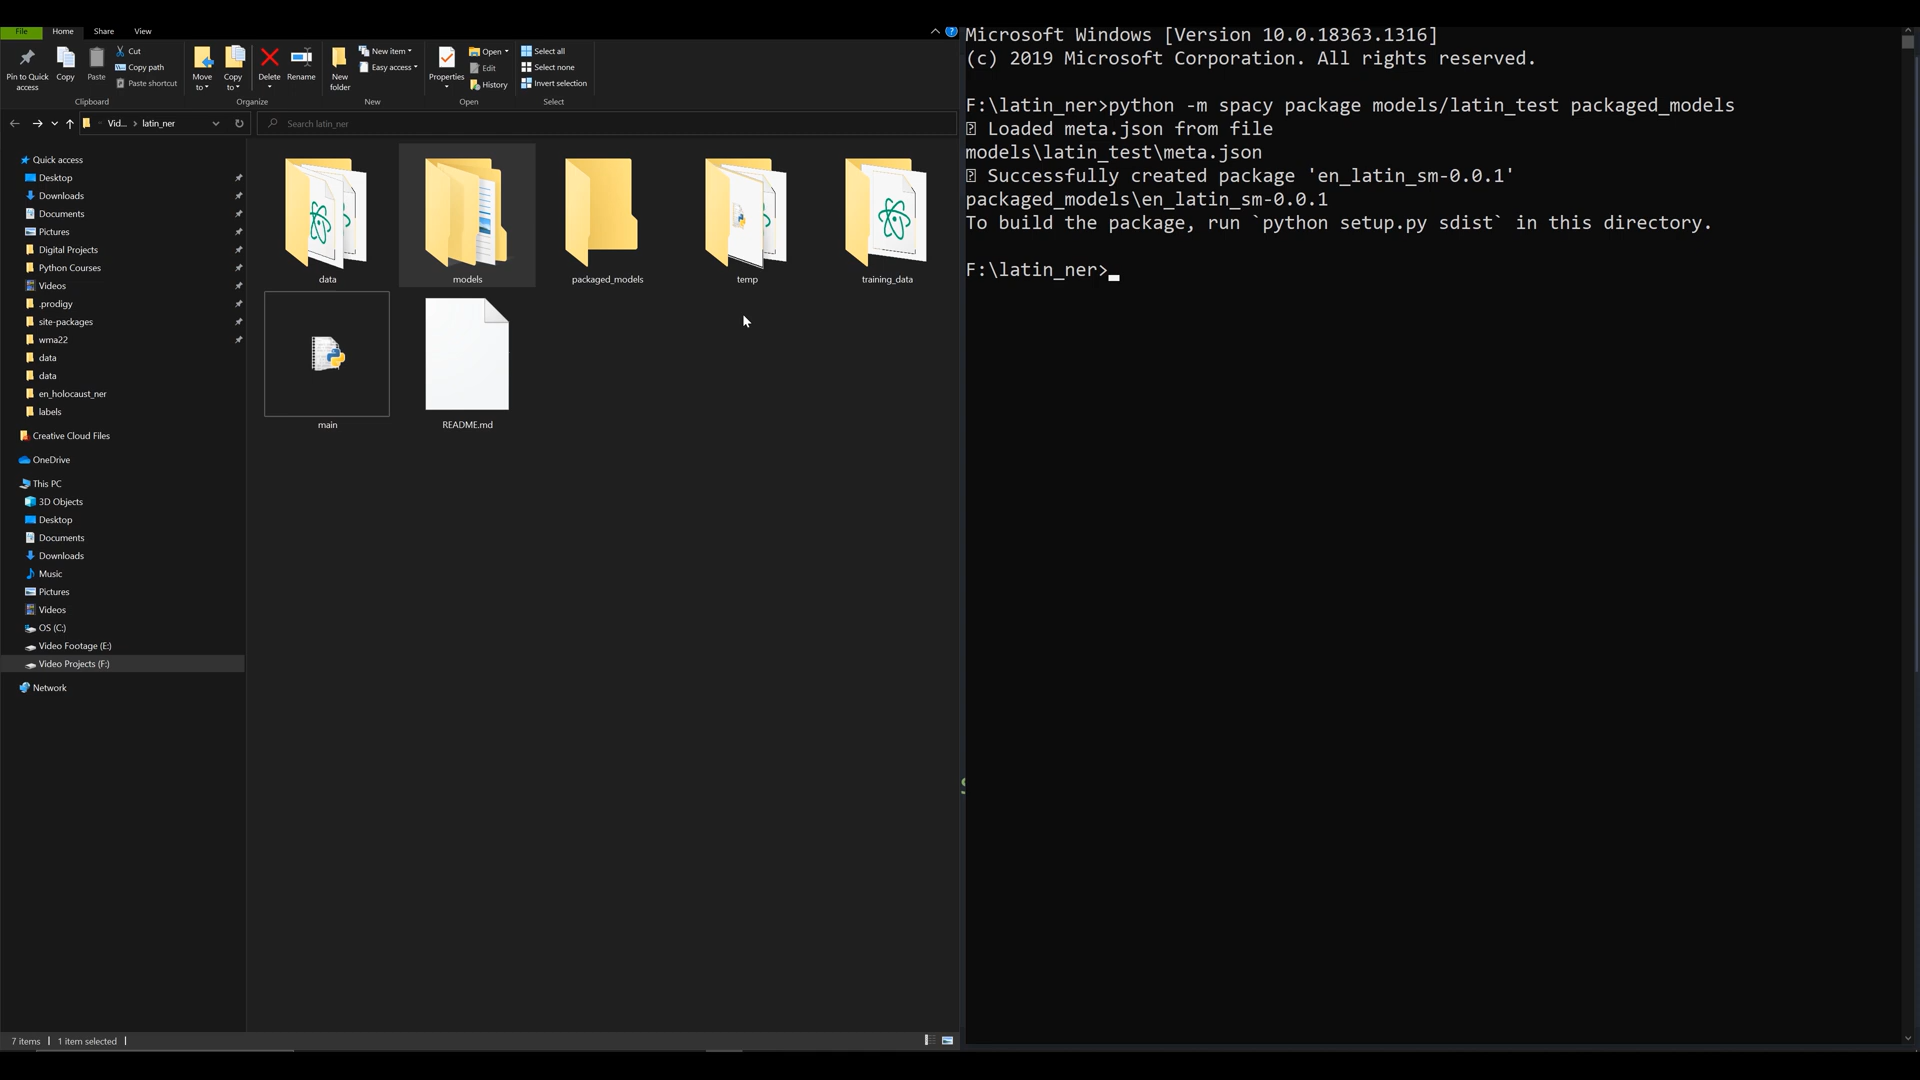 File Home Share View
Pin to Quick access
Copy
Paste
Cut
Copy path
Paste shortcut
Clipboard
Move to
Copy to
Delete
Rename
Organize
New folder
New item
Easy access
New
Properties
Open
Edit
History
Open
Select all
Select none
Invert selection
Select
Vid... › latin_ner
Search latin_ner
Quick access
Desktop
Downloads
Documents
Pictures
Digital Projects
Python Courses
Videos
.prodigy
site-packages
wma22
data
data
en_holocaust_ner
labels
Creative Cloud Files
OneDrive
This PC
3D Objects
Desktop
Documents
Downloads
Music
Pictures
Videos
OS (C:)
Video Footage (E:)
Video Projects (F:)
Network
data
models
packaged_models
temp
training_data
main
README.md
7 items
1 item selected
Microsoft Windows [Version 10.0.18363.1316]
(c) 2019 Microsoft Corporation. All rights reserved.
F:\latin_ner>python -m spacy package models/latin_test packaged_models
Loaded meta.json from file
models\latin_test\meta.json
Successfully created package 'en_latin_sm-0.0.1'
packaged_models\en_latin_sm-0.0.1
To build the package, run `python setup.py sdist` in this directory.
F:\latin_ner>